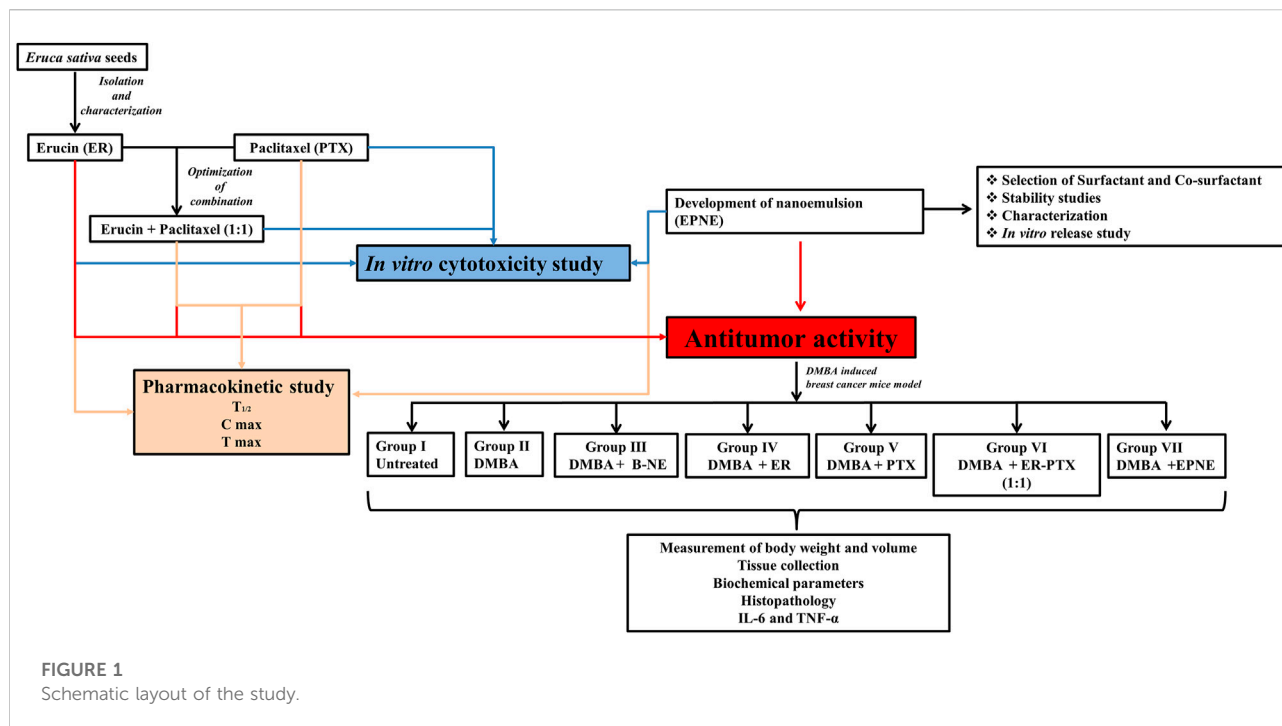 Eruca sativa seeds
Isolation
and
characterization
Erucin (ER)
Paclitaxel (PTX)
Optimization
of
combination
Erucin + Paclitaxel (1:1)
In vitro cytotoxicity study
Development of nanoemulsion
(EPNE)
❖ Selection of Surfactant and Co-surfactant
❖ Stability studies
❖ Characterization
❖ In vitro release study
Antitumor activity
Pharmacokinetic study
T1/2
C max
T max
DMBA induced
breast cancer mice model
Group I
Untreated
Group II
DMBA
Group III
DMBA + B-NE
Group IV
DMBA + ER
Group V
DMBA + PTX
Group VI
DMBA + ER-PTX
(1:1)
Group VII
DMBA +EPNE
Measurement of body weight and volume
Tissue collection
Biochemical parameters
Histopathology
IL-6 and TNF-α
FIGURE 1
Schematic layout of the study.